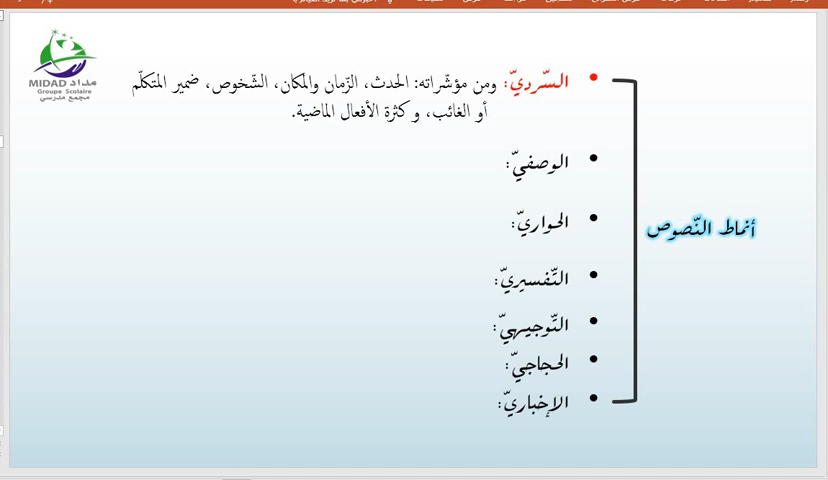 مداد
MIDAD
Groupe Scolaire
مجمع مدرسي
أنماط النّصوص
• السّرديّ: ومن مؤشّراته: الحدث، الزّمان والمكان، الشّخوص، ضمير المتكلّم
أو الغائب، وكثرة الأفعال الماضية.
• الوصفيّ:
• الحواريّ:
• التّفسيريّ:
• التّوجيهيّ:
• الحجاجيّ:
• الإخباريّ: